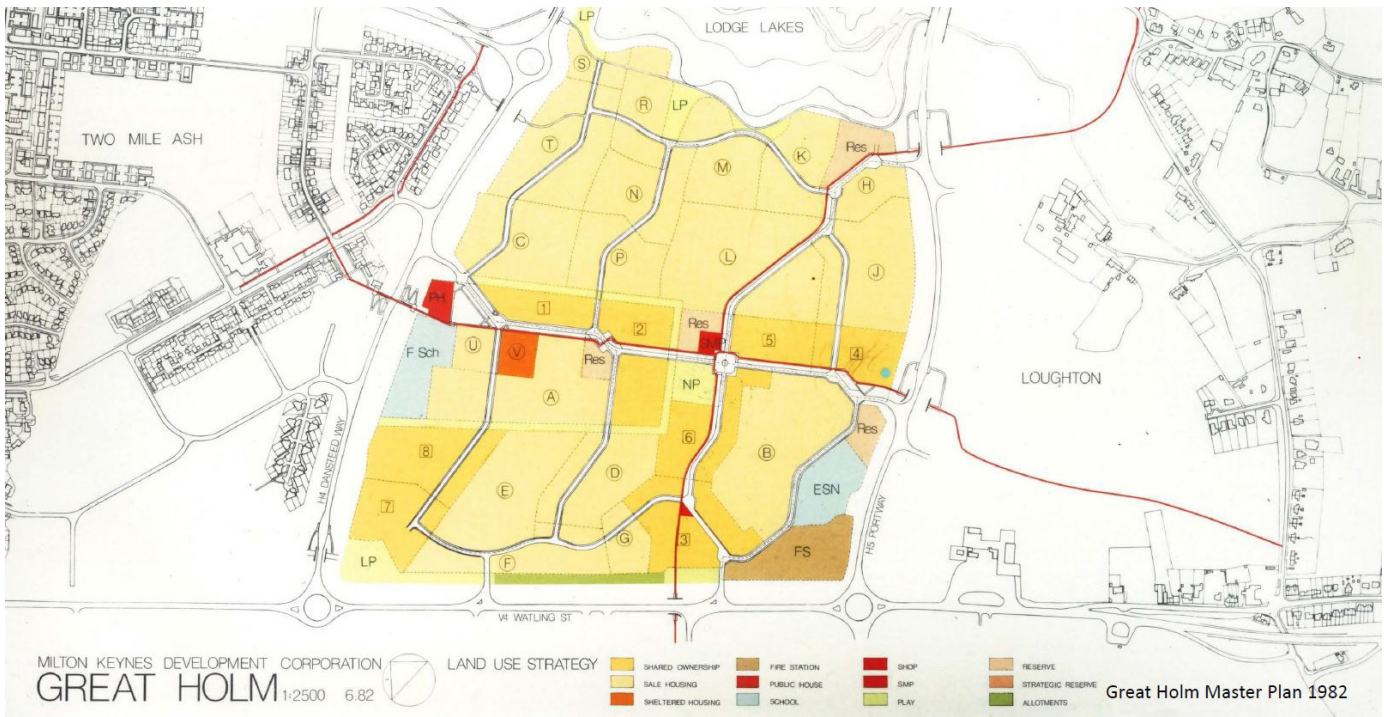 LP
LODGE LAKES
S
R
LP
TWO MILE ASH
T
M
K
Res
H
N
C
P
L
J
PH
1
2
Res
SMP
5
F Sch
U
V
Res
4
NP
LOUGHTON
A
6
Res
8
B
D
H4 DANSTEED WAY
E
ESN
7
H5 PORTWAY
G
3
FS
LP
F
V4 WATLING ST
MILTON KEYNES DEVELOPMENT CORPORATION
GREAT HOLM 1:2500 6.82
LAND USE STRATEGY
SHARED OWNERSHIP
SALE HOUSING
SHELTERED HOUSING
FIRE STATION
PUBLIC HOUSE
SCHOOL
SHOP
SMP
PLAY
RESERVE
STRATEGIC RESERVE
ALLOTMENTS
Great Holm Master Plan 1982